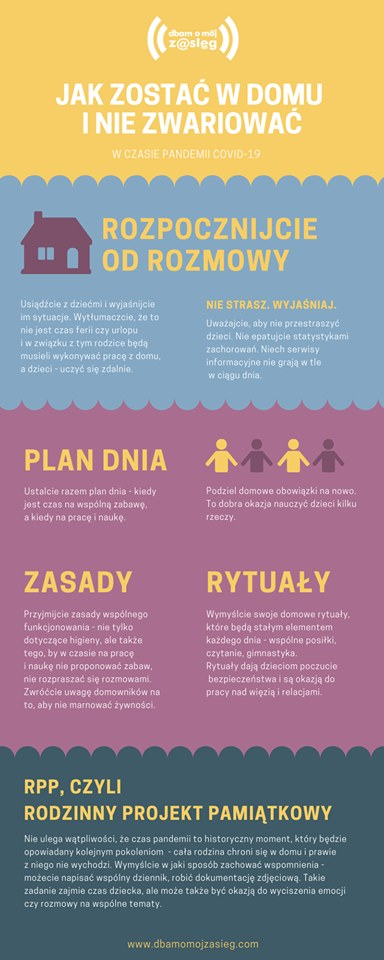 dbam o mój
z@sięg
JAK ZOSTAĆ W DOMU
I NIE ZWARIOWAĆ
W CZASIE PANDEMII COVID-19
ROZPOCZNIJCIE
OD ROZMOWY
Usiądźcie z dziećmi i wyjaśnijcie
im sytuacje. Wytłumaczcie, że to
nie jest czas ferii czy urlopu
i w związku z tym rodzice będą
musieli wykonywać pracę z domu,
a dzieci - uczyć się zdalnie.
NIE STRASZ. WYJAŚNIAJ.
Uważajcie, aby nie przestraszyć
dzieci. Nie epatujcie statystykami
zachorowań. Niech serwisy
informacyjne nie grają w tle
w ciągu dnia.
PLAN DNIA
Ustalcie razem plan dnia - kiedy
jest czas na wspólną zabawę,
a kiedy na pracę i naukę.
Podziel domowe obowiązki na nowo.
To dobra okazja nauczyć dzieci kilku
rzeczy.
ZASADY
Przyjmijcie zasady wspólnego
funkcjonowania - nie tylko
dotyczące higieny, ale także
tego, by w czasie na pracę
i naukę nie proponować zabaw,
nie rozpraszać się rozmowami.
Zwróćcie uwagę domowników na
to, aby nie marnować żywności.
RYTUAŁY
Wymyślcie swoje domowe rytuały,
które będą stałym elementem
każdego dnia - wspólne posiłki,
czytanie, gimnastyka.
Rytuały dają dzieciom poczucie
bezpieczeństwa i są okazją do
pracy nad więzią i relacjami.
RPP, CZYLI
RODZINNY PROJEKT PAMIĄTKOWY
Nie ulega wątpliwości, że czas pandemii to historyczny moment, który będzie
opowiadany kolejnym pokoleniom - cała rodzina chroni się w domu i prawie
z niego nie wychodzi. Wymyślcie w jaki sposób zachować wspomnienia -
możecie napisać wspólny dziennik, robić dokumentację zdjęciową. Takie
zadanie zajmie czas dziecka, ale może także być okazją do wyciszenia emocji
czy rozmowy na wspólne tematy.
www.dbamomojzasieg.com